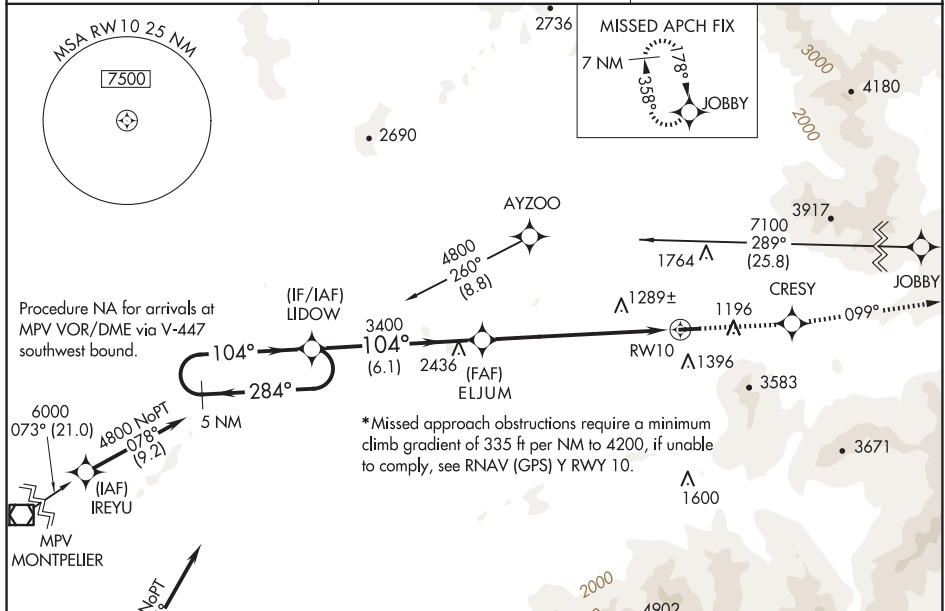 MSA RW10 25 NM
7500
2736
MISSED APCH FIX
7 NM
178°
358°
JOBBY
3000
4180
2000
2690
AYZOO
3917
7100
289°
(25.8)
1764
JOBBY
4800
260°
(8.8)
CRESY
Procedure NA for arrivals at
MPV VOR/DME via V-447
southwest bound.
(IF/IAF)
LIDOW
1289±
1196
099°
3400
104°
104°
(6.1)
2436
RW10
(FAF)
ELJUM
1396
284°
5 NM
3583
6000
073° (21.0)
4800 NoPT
078°
(9.2)
*Missed approach obstructions require a minimum
climb gradient of 335 ft per NM to 4200, if unable
to comply, see RNAV (GPS) Y RWY 10.
3671
(IAF)
IREYU
1600
MPV
MONTPELIER
NoPT
2000
4902